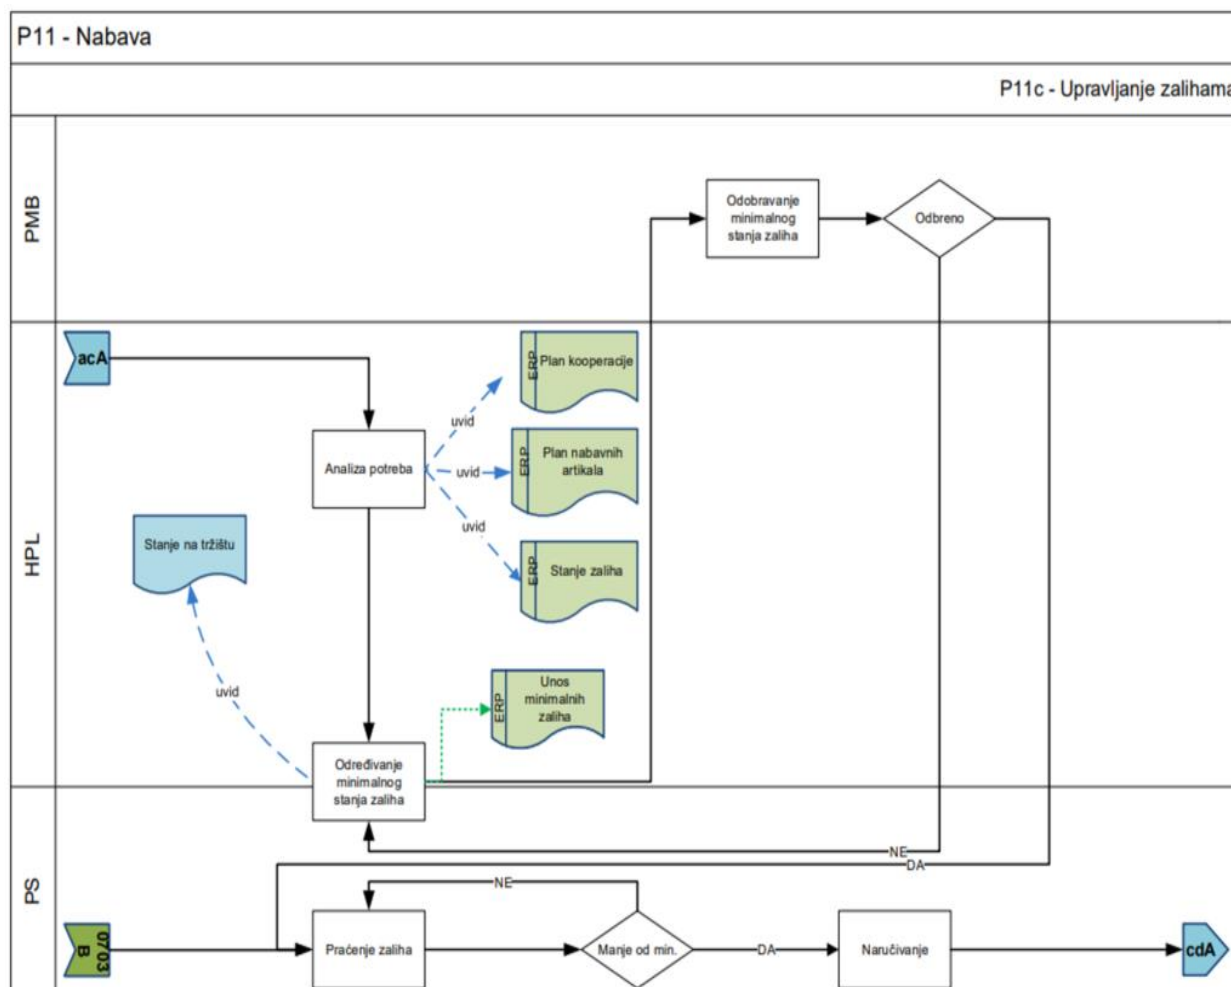 P11 - Nabava
P11c - Upravljanje zalihama
PMB
Odobravanje
minimalnog
stanja zaliha
Odbreno
HPL
acA
Analiza potreba
uvid
uvid
uvid
ERP
Plan kooperacije
ERP
Plan nabavnih
artikala
ERP
Stanje zaliha
Stanje na tržištu
uvid
ERP
Unos
minimalnih
zaliha
Određivanje
minimalnog
stanja zaliha
NE
DA
PS
NE
07 03
B
Praćenje zaliha
Manje od min.
DA
Naručivanje
cdA